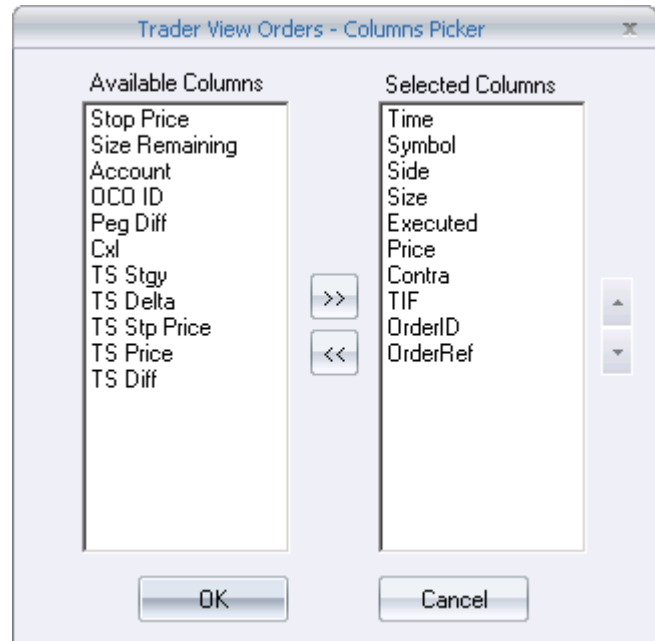 Trader View Orders - Columns Picker
x
Available Columns
Stop Price
Size Remaining
Account
OCO ID
Peg Diff
Cxl
TS Stgy
TS Delta
TS Stp Price
TS Price
TS Diff
>>
<<
Selected Columns
Time
Symbol
Side
Size
Executed
Price
Contra
TIF
OrderID
OrderRef
OK
Cancel